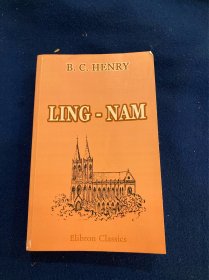 B. C. HENRY
LING - NAM
Elibron Classics